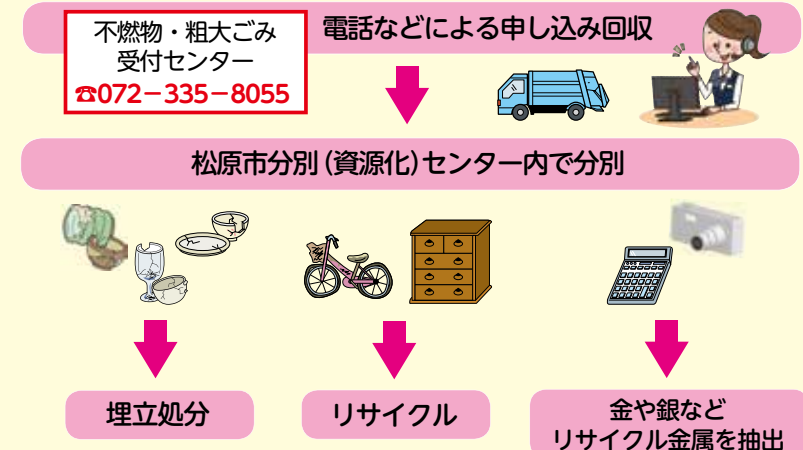 不燃物・粗大ごみ
受付センター
☎072−335−8055
電話などによる申し込み回収
松原市分別(資源化)センター内で分別
埋立処分
リサイクル
金や銀など
リサイクル金属を抽出